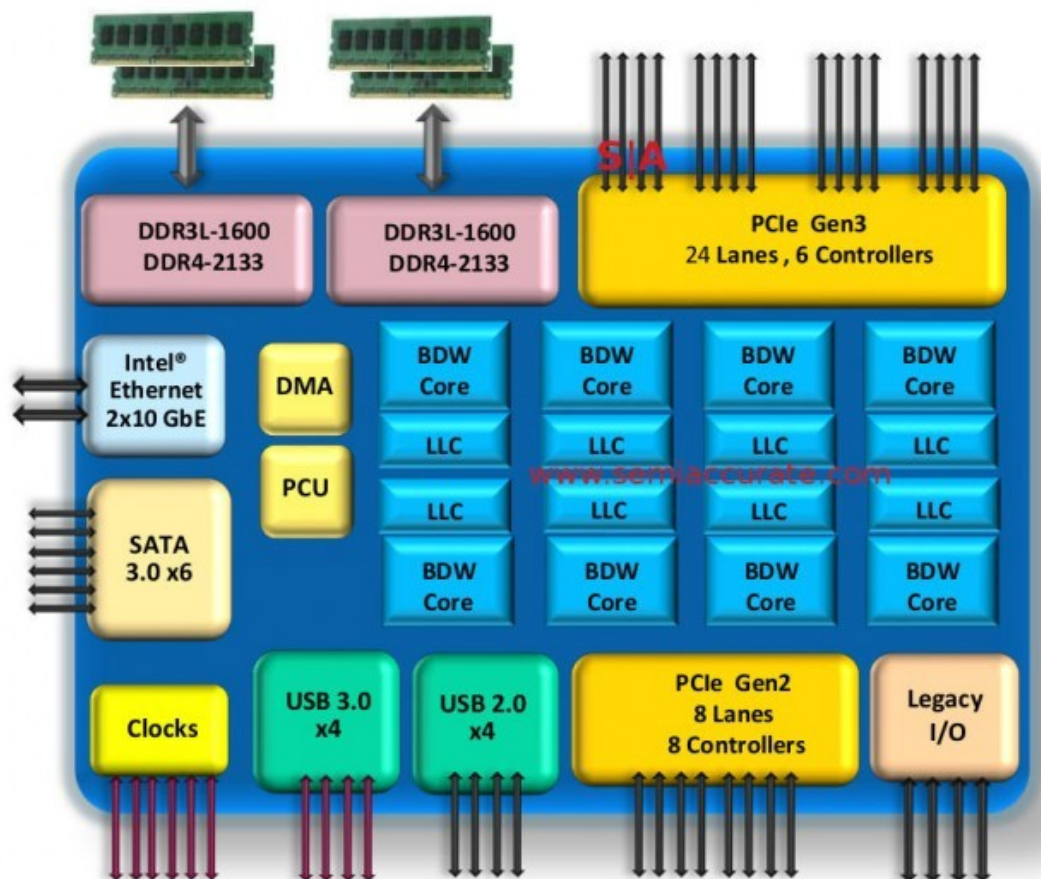 S|A
DDR3L-1600
DDR4-2133
DDR3L-1600
DDR4-2133
PCIe Gen3
24 Lanes , 6 Controllers
Intel®
Ethernet
2x10 GbE
DMA
PCU
BDW
Core
BDW
Core
BDW
Core
BDW
Core
LLC
LLC
LLC
LLC
www.semiaccurate.com
LLC
LLC
LLC
LLC
BDW
Core
BDW
Core
BDW
Core
BDW
Core
SATA
3.0 x6
Clocks
USB 3.0
x4
USB 2.0
x4
PCIe Gen2
8 Lanes
8 Controllers
Legacy
I/O